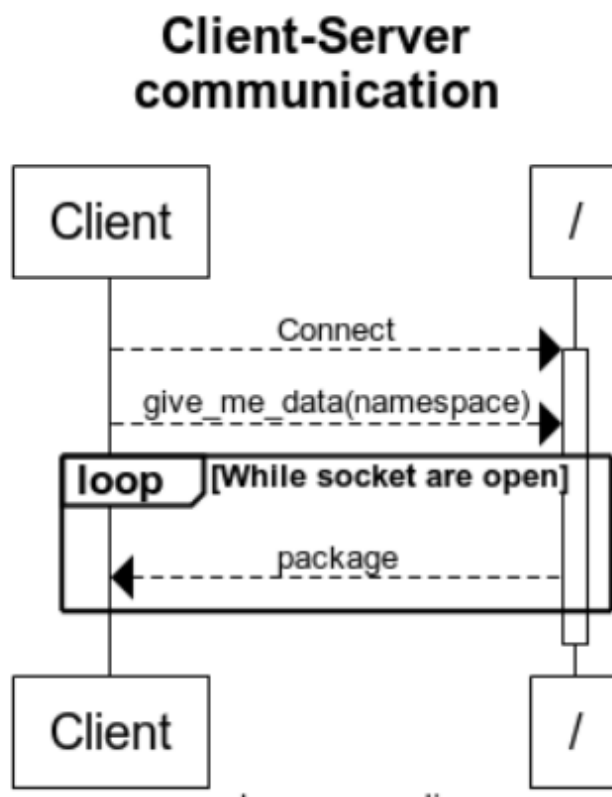 Client-Server
communication
Client
/
Connect
give_me_data(namespace)
loop
[While socket are open]
package
Client
/